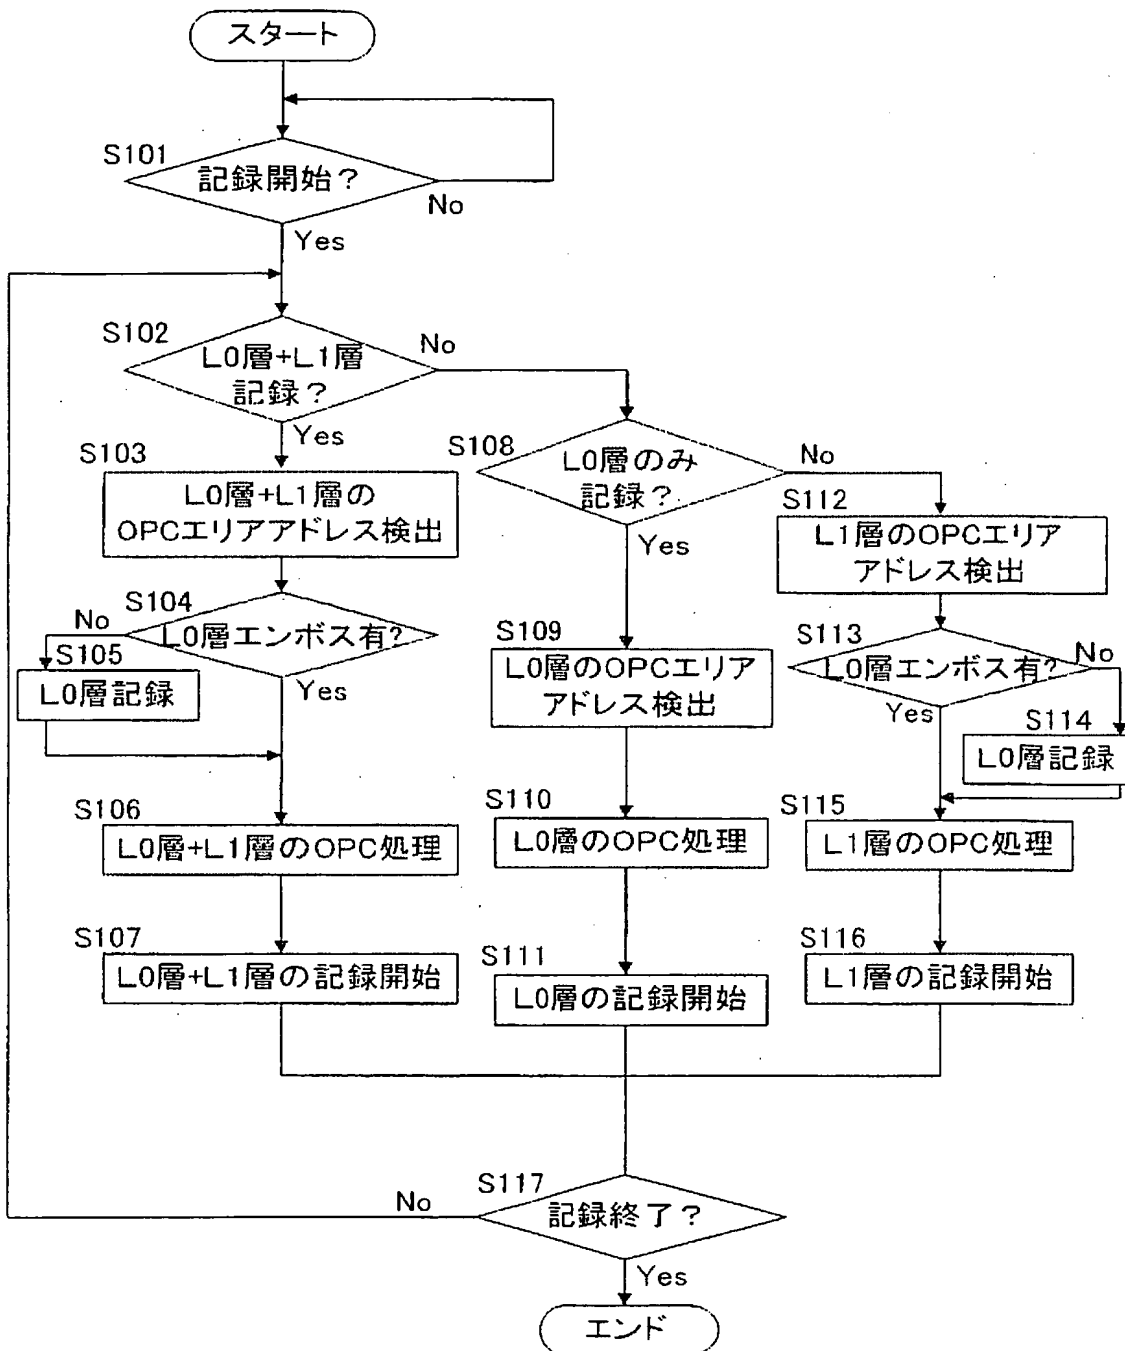 スタート
S101
記録開始?
No
Yes
S102
L0層+L1層
記録?
No
Yes
S103
L0層+L1層の
OPCエリアアドレス検出
S104
L0層エンボス有?
No
Yes
S105
L0層記録
S106
L0層+L1層のOPC処理
S107
L0層+L1層の記録開始
S108
L0層のみ
記録?
No
Yes
S109
L0層のOPCエリア
アドレス検出
S110
L0層のOPC処理
S111
L0層の記録開始
S112
L1層のOPCエリア
アドレス検出
S113
L0層エンボス有?
No
Yes
S114
L0層記録
S115
L1層のOPC処理
S116
L1層の記録開始
S117
記録終了?
No
Yes
エンド